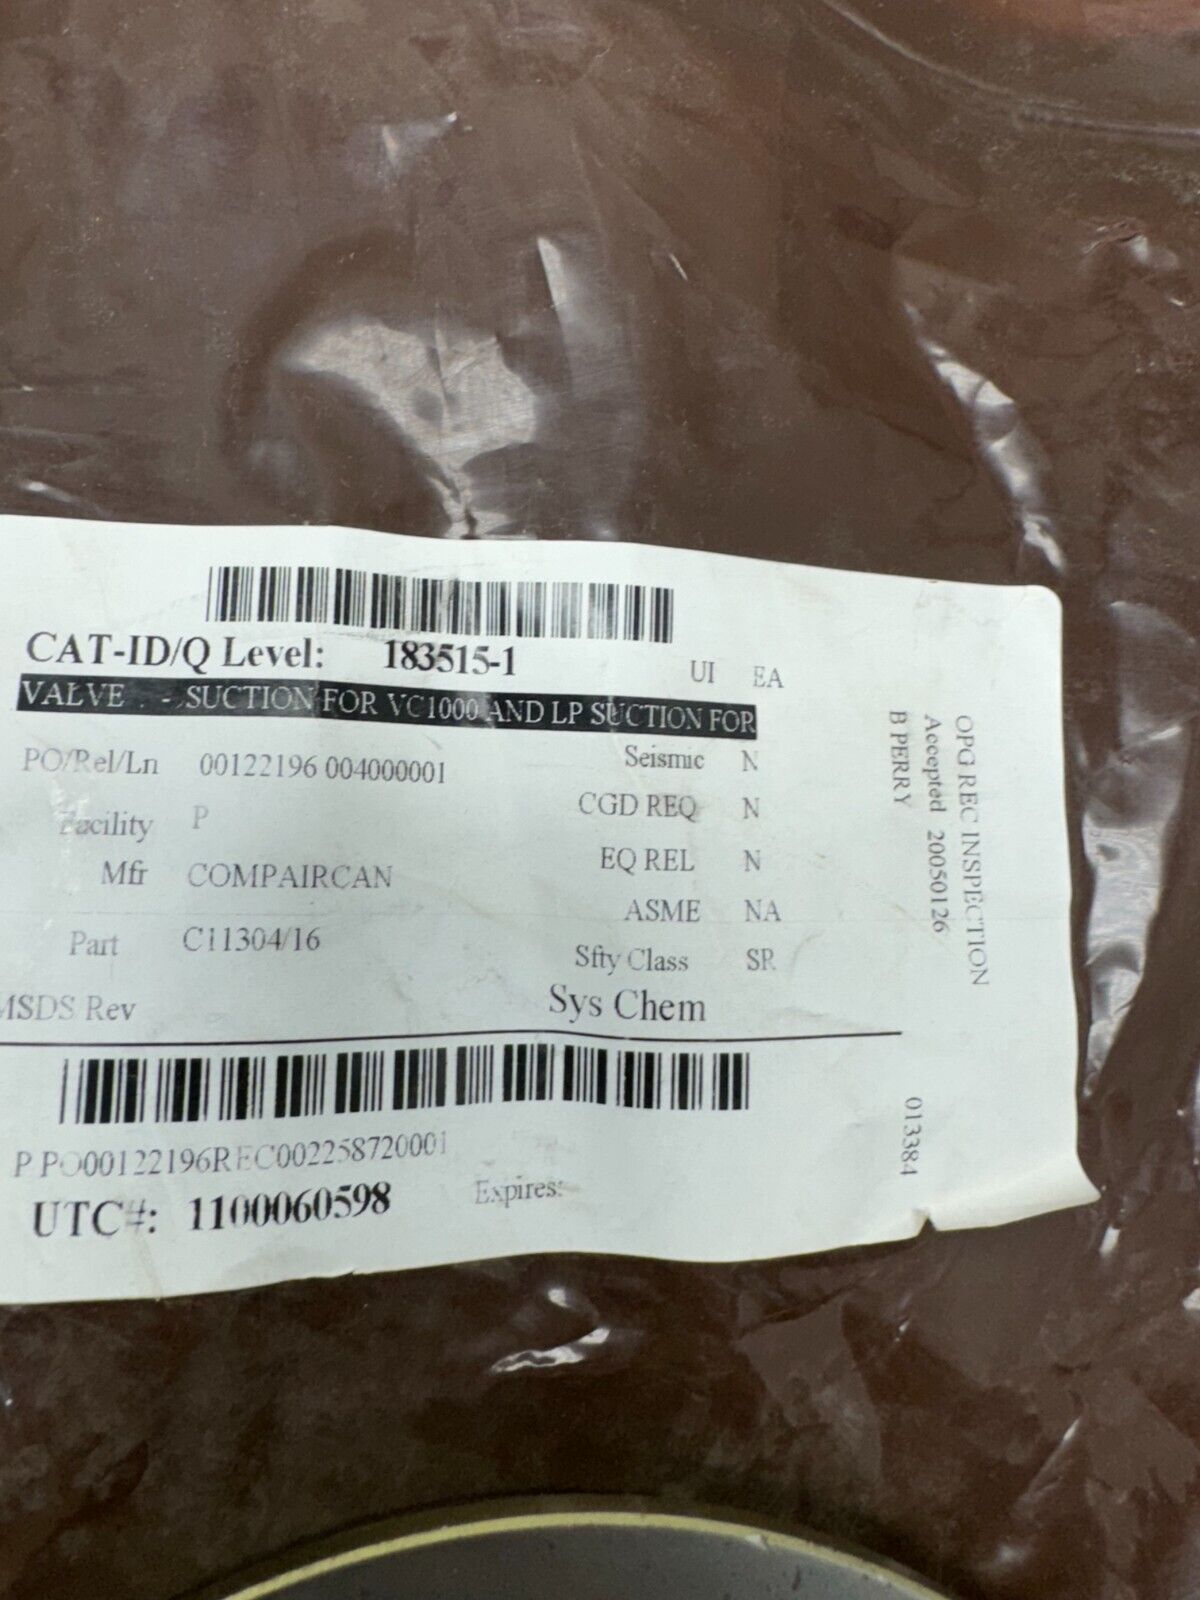 CAT-ID/Q Level: 183515-1 UI EA
VALVE . - SUCTION FOR VC1000 AND LP SUCTION FOR
PO/Rel/Ln 00122196 004000001 Seismic N
Facility P CGD REQ N
Mfr COMPAIRCAN EQ REL N
ASME NA
Part C11304/16 Sfty Class SR
MSDS Rev Sys Chem
P PO00122196REC002258720001
UTC#: 1100060598 Expires:
OPG REC INSPECTION
Accepted 20050126
B PERRY
013384